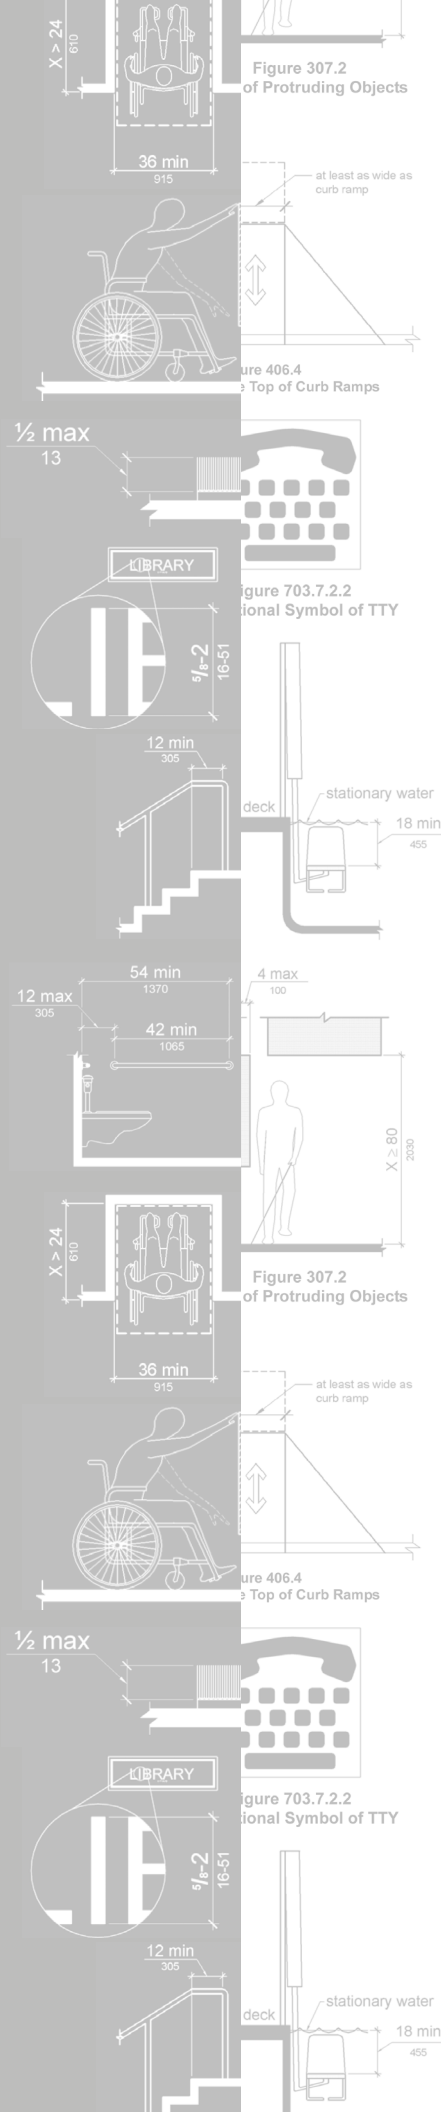 X > 24
610
Figure 307.2
of Protruding Objects
36 min
915
at least as wide as
curb ramp
ure 406.4
e Top of Curb Ramps
½ max
13
igure 703.7.2.2
tional Symbol of TTY
LIBRARY
5/8-2
16-51
12 min
305
deck
stationary water
18 min
455
54 min
1370
4 max
100
12 max
305
42 min
1065
X ≥ 80
2030
X > 24
610
Figure 307.2
of Protruding Objects
36 min
915
at least as wide as
curb ramp
ure 406.4
e Top of Curb Ramps
½ max
13
igure 703.7.2.2
tional Symbol of TTY
LIBRARY
5/8-2
16-51
12 min
305
deck
stationary water
18 min
455